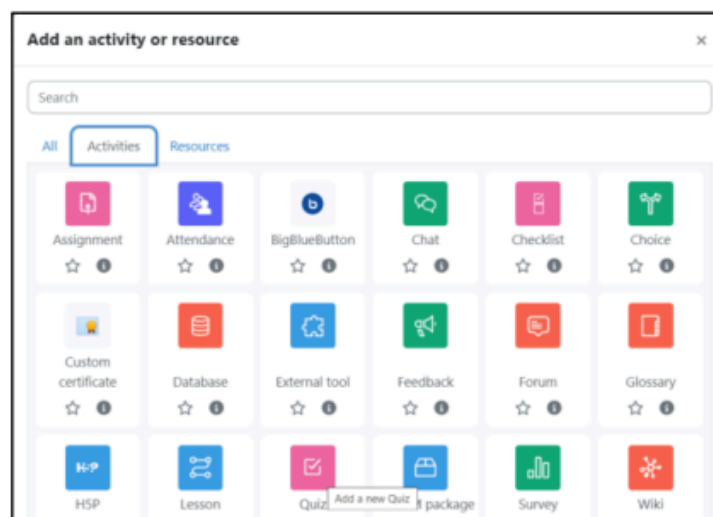 Add an activity or resource ×
Search
All Activities Resources
Assignment Attendance BigBlueButton Chat Checklist Choice
Custom
certificate Database External tool Feedback Forum Glossary
H5P Lesson Quiz M package Survey Wiki
Add a new Quiz